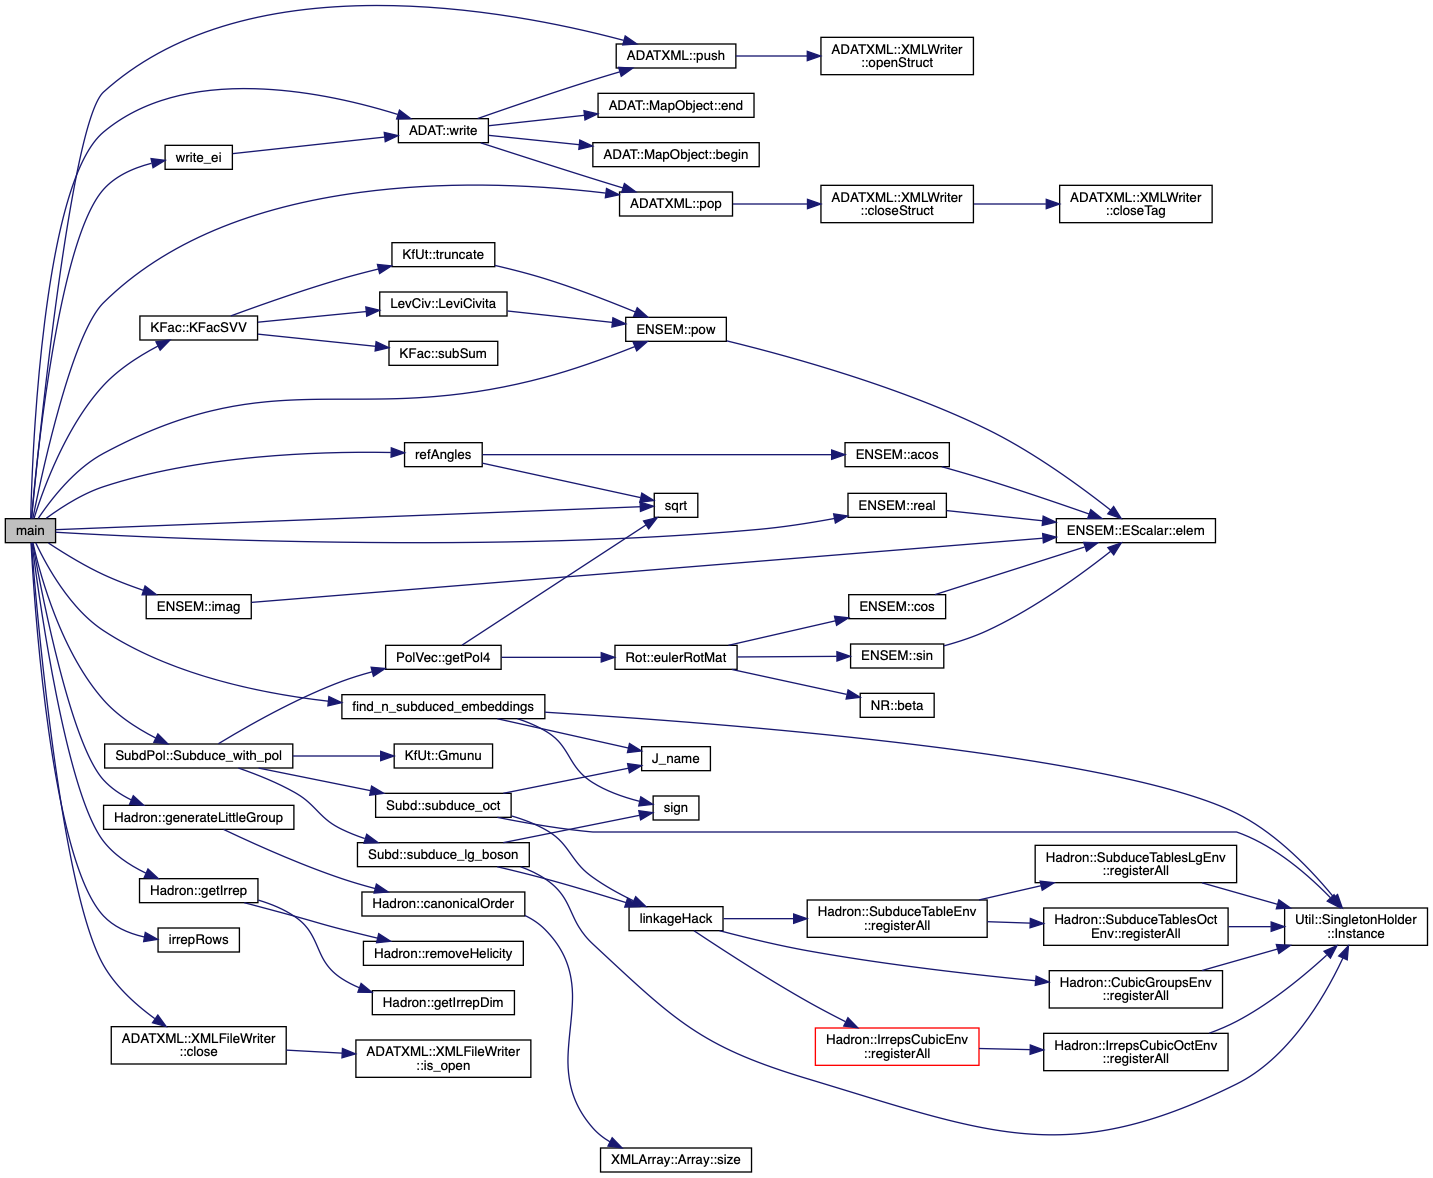 ADATXML::push
ADATXML::XMLWriter
::openStruct
ADAT::MapObject::end
ADAT::write
write_ei
ADAT::MapObject::begin
ADATXML::pop
ADATXML::XMLWriter
::closeStruct
ADATXML::XMLWriter
::closeTag
KfUt::truncate
LevCiv::LeviCivita
KFac::KFacSVV
ENSEM::pow
KFac::subSum
refAngles
ENSEM::acos
sqrt
ENSEM::real
main
ENSEM::EScalar::elem
ENSEM::imag
ENSEM::cos
PolVec::getPol4
Rot::eulerRotMat
ENSEM::sin
find_n_subduced_embeddings
NR::beta
SubdPol::Subduce_with_pol
KfUt::Gmunu
J_name
Subd::subduce_oct
sign
Hadron::generateLittleGroup
Subd::subduce_lg_boson
Hadron::SubduceTablesLgEnv
::registerAll
Hadron::getIrrep
Hadron::canonicalOrder
linkageHack
Hadron::SubduceTableEnv
::registerAll
Hadron::SubduceTablesOct
Env::registerAll
Util::SingletonHolder
::Instance
irrepRows
Hadron::removeHelicity
Hadron::CubicGroupsEnv
::registerAll
Hadron::getIrrepDim
ADATXML::XMLFileWriter
::close
ADATXML::XMLFileWriter
::is_open
Hadron::IrrepsCubicEnv
::registerAll
Hadron::IrrepsCubicOctEnv
::registerAll
XMLArray::Array::size